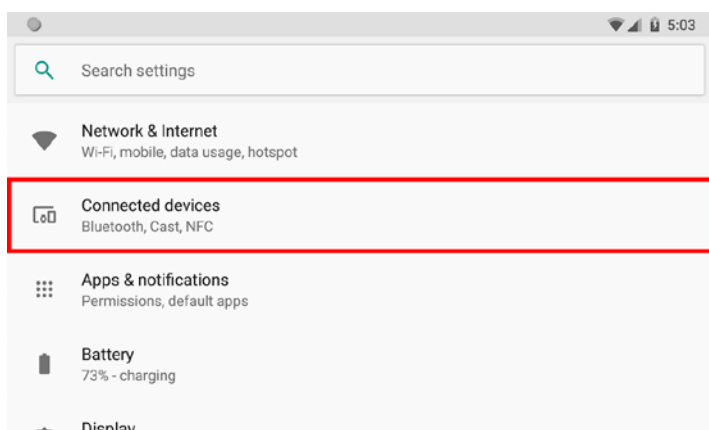 5:03
Search settings
Network & Internet
Wi-Fi, mobile, data usage, hotspot
Connected devices
Bluetooth, Cast, NFC
Apps & notifications
Permissions, default apps
Battery
73% - charging
Display